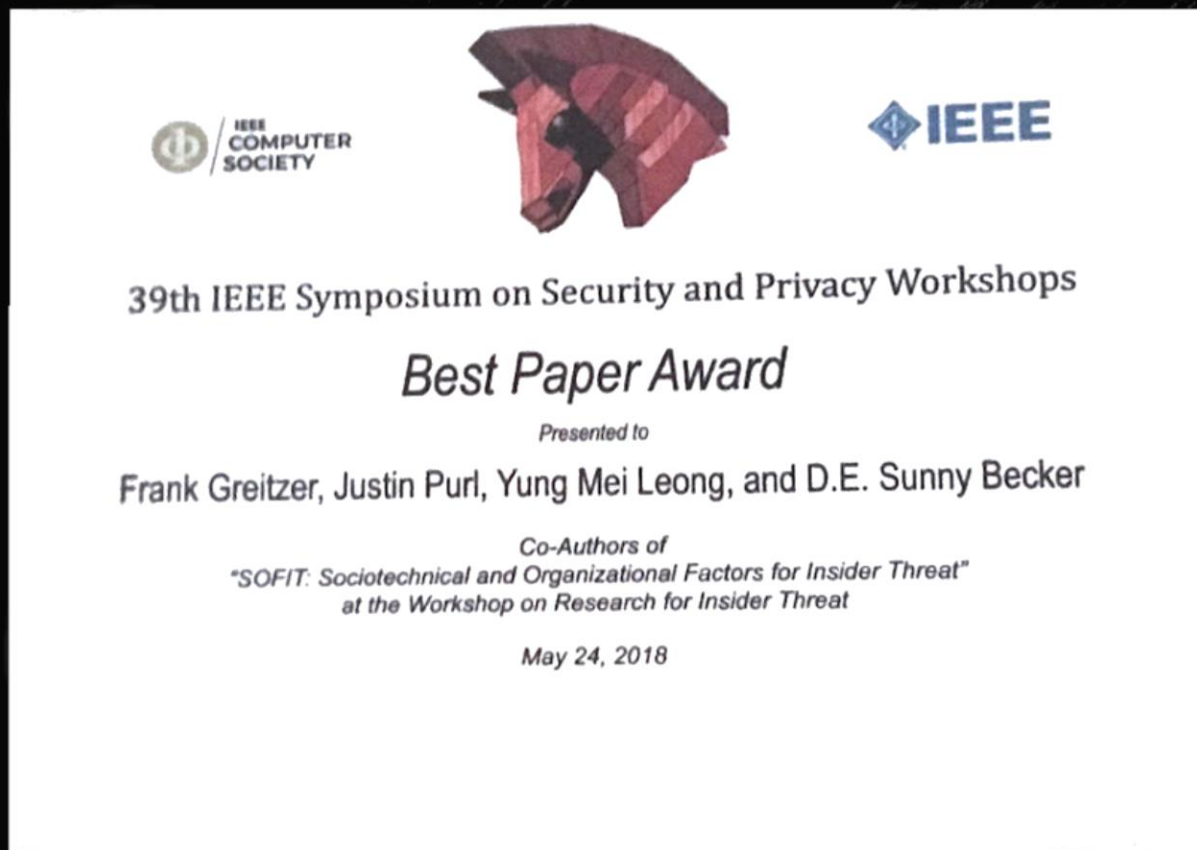 IEEE
COMPUTER
SOCIETY
IEEE
39th IEEE Symposium on Security and Privacy Workshops
Best Paper Award
Presented to
Frank Greitzer, Justin Purl, Yung Mei Leong, and D.E. Sunny Becker
Co-Authors of
"SOFIT: Sociotechnical and Organizational Factors for Insider Threat"
at the Workshop on Research for Insider Threat
May 24, 2018